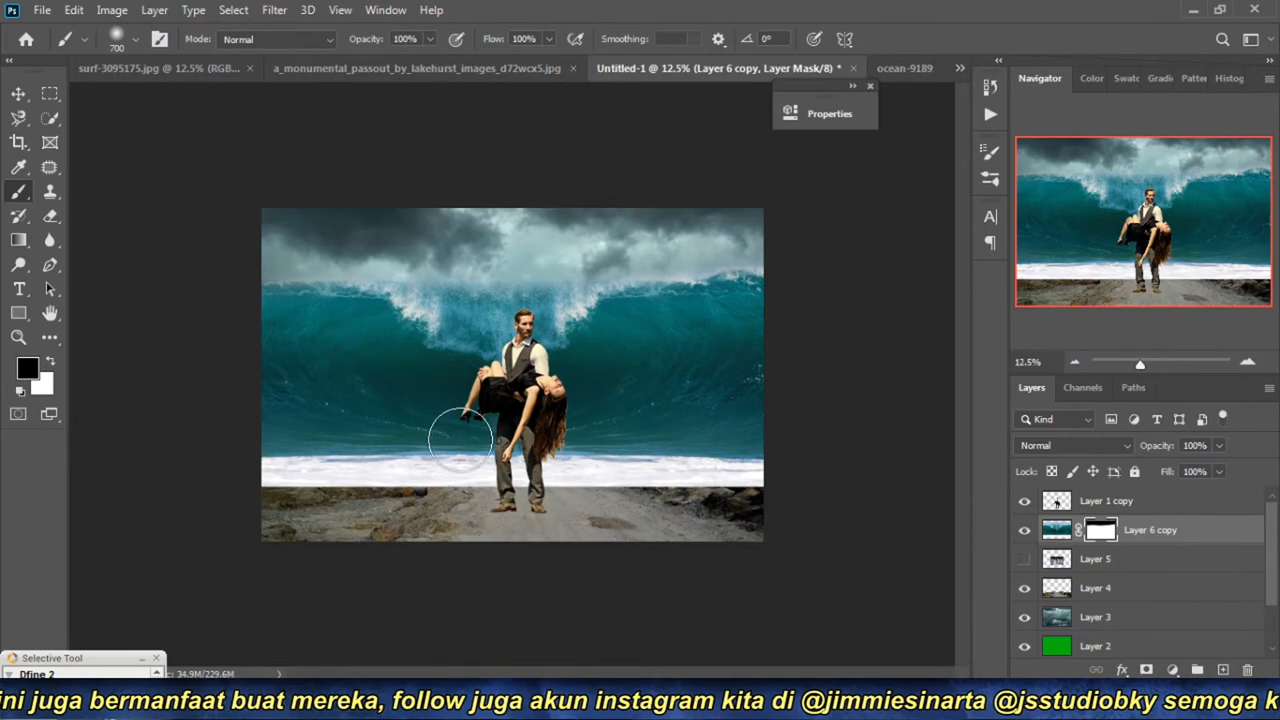 Ps File Edit Image Layer Type Select Filter 3D View Window Help
700 Mode: Normal Opacity: 100% Flow: 100% Smoothing: 0°
surf-3095175.jpg @ 12.5% (RGB... × a_monumental_passout_by_lakehurst_images_d72wcx5.jpg × Untitled-1 @ 12.5% (Layer 6 copy, Layer Mask/8) * × ocean-9189
Properties
Navigator Color Swatc Gradi Patter Histog
12.5%
Layers Channels Paths
Kind
Normal Opacity: 100%
Lock: Fill: 100%
Layer 1 copy
Layer 6 copy
Layer 5
Layer 4
Layer 3
Layer 2
Selective Tool
Dfine 2
: 34.9M/229.6M
ini juga bermanfaat buat mereka, follow juga akun instagram kita di @jimmiesinarta @jsstudiobky semoga k